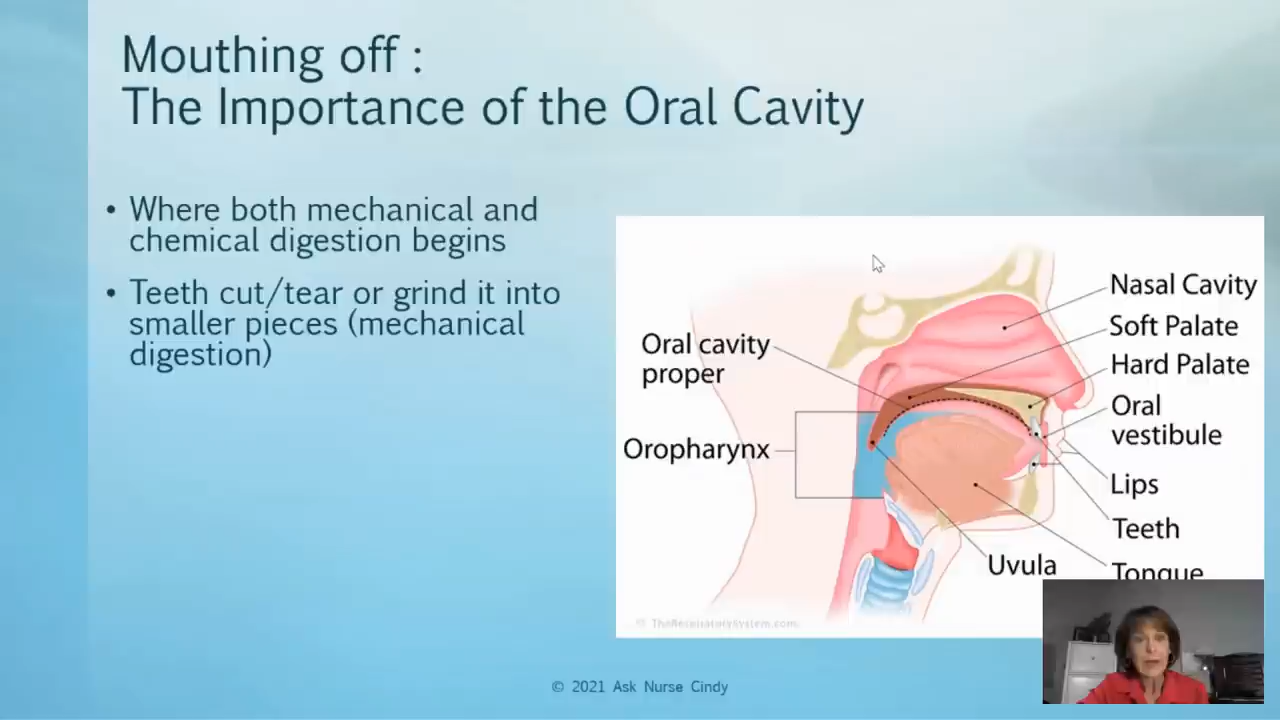 Mouthing off :
The Importance of the Oral Cavity
• Where both mechanical and
chemical digestion begins
• Teeth cut/tear or grind it into
smaller pieces (mechanical
digestion)
Nasal Cavity
Soft Palate
Hard Palate
Oral
vestibule
Lips
Teeth
Tongue
Uvula
Oral cavity
proper
Oropharynx
© TheRespiratorySystem.com
© 2021 Ask Nurse Cindy